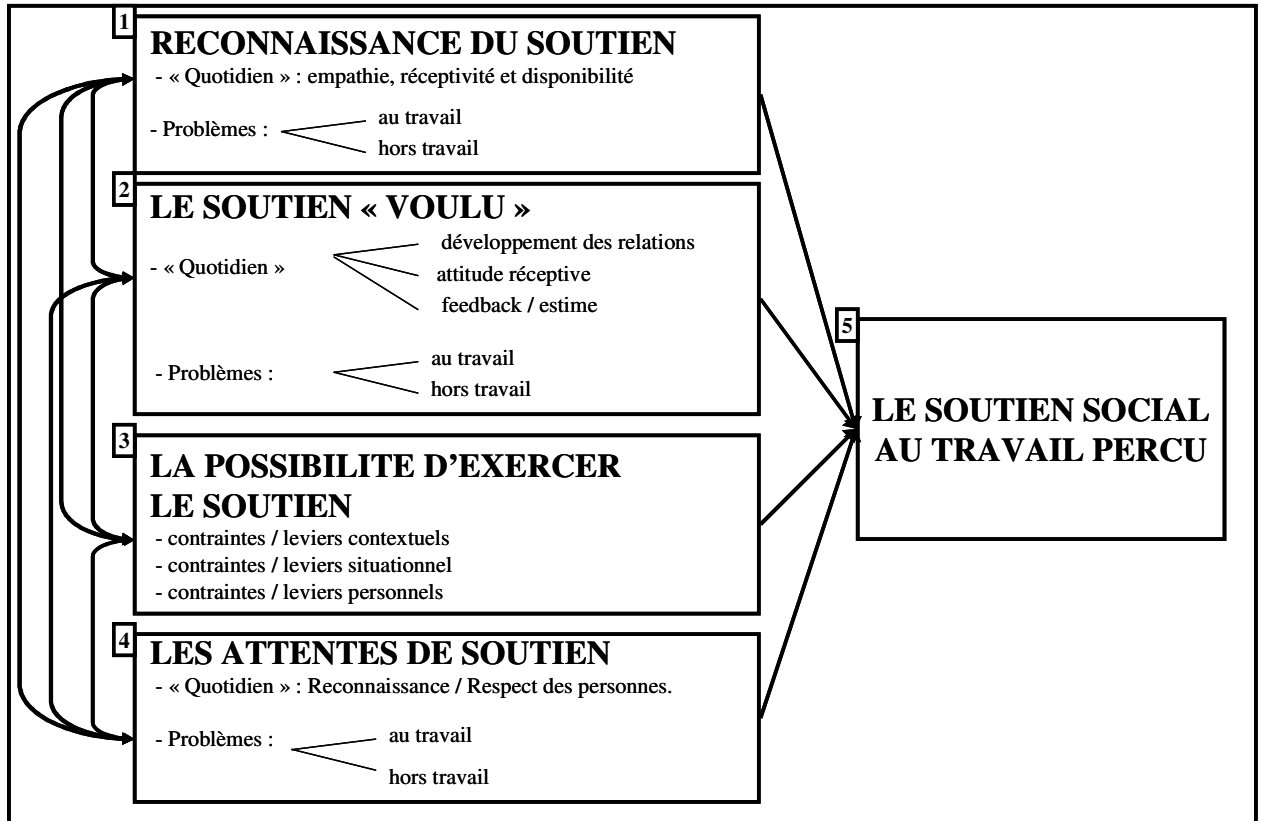 1
RECONNAISSANCE DU SOUTIEN
- « Quotidien » : empathie, réceptivité et disponibilité
- Problèmes :
au travail
hors travail
2
LE SOUTIEN « VOULU »
- « Quotidien »
développement des relations
attitude réceptive
feedback / estime
- Problèmes :
au travail
hors travail
3
LA POSSIBILITE D'EXERCER
LE SOUTIEN
- contraintes / leviers contextuels
- contraintes / leviers situationnel
- contraintes / leviers personnels
4
LES ATTENTES DE SOUTIEN
- « Quotidien » : Reconnaissance / Respect des personnes.
- Problèmes :
au travail
hors travail
5
LE SOUTIEN SOCIAL
AU TRAVAIL PERCU